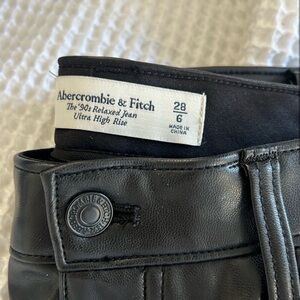 Abercrombie & Fitch
The '90s Relaxed Jean
Ultra High Rise
28
6
MADE IN
CHINA